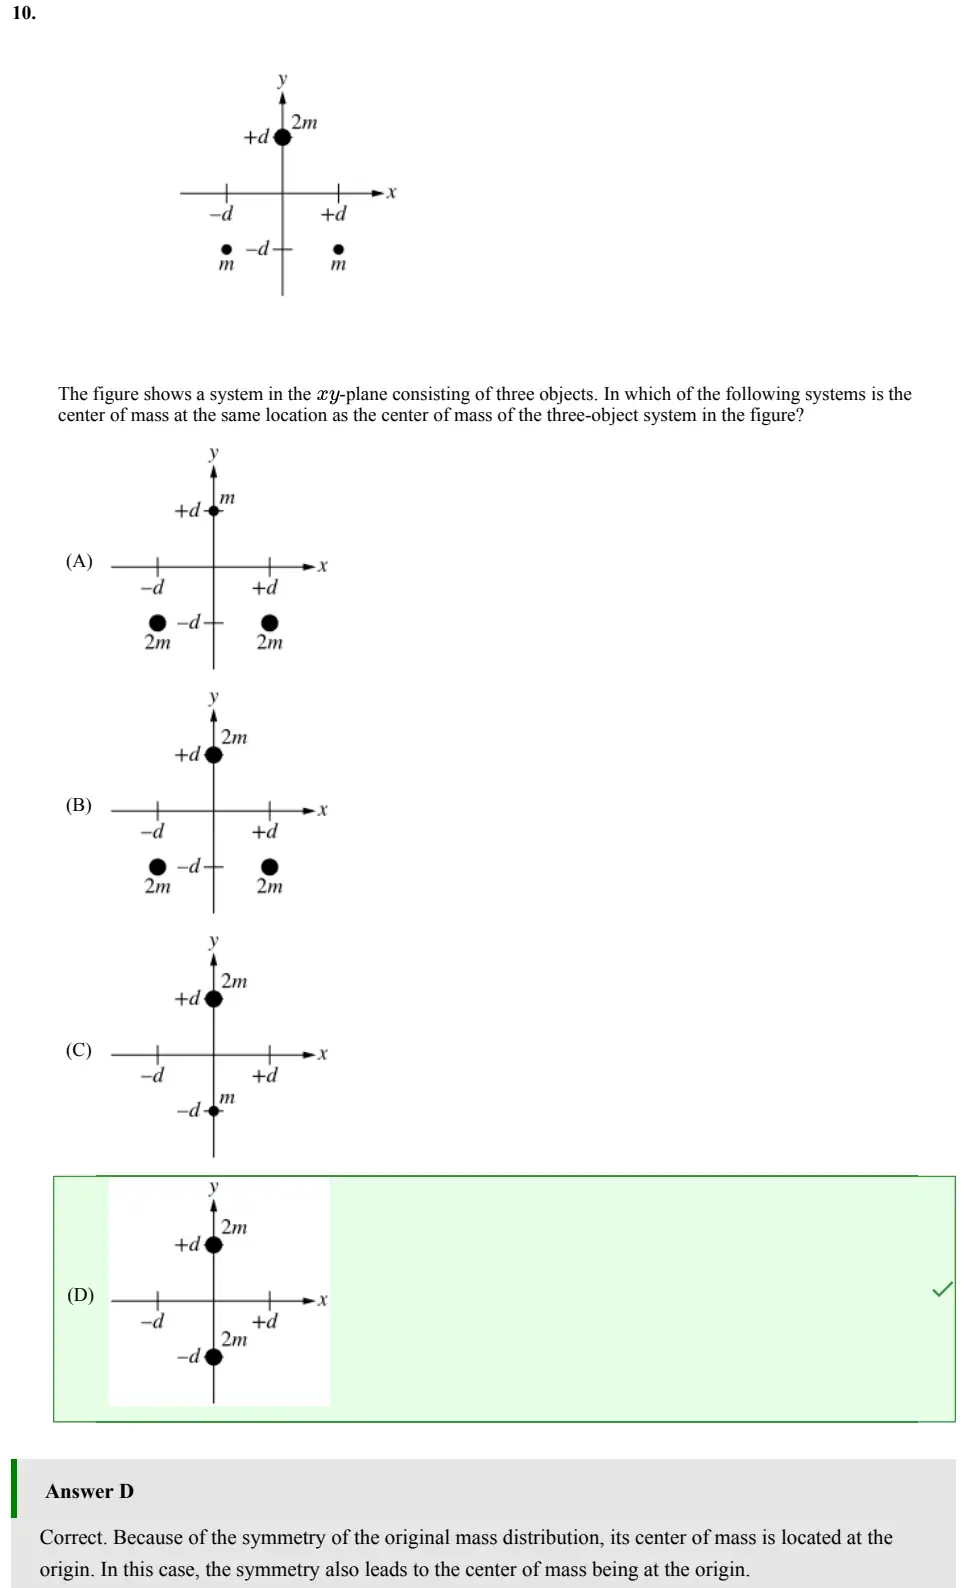 10.
y
2m
+d
x
−d
+d
−d
m
m
The figure shows a system in the xy-plane consisting of three objects. In which of the following systems is the
center of mass at the same location as the center of mass of the three-object system in the figure?
y
m
+d
(A)
x
−d
+d
−d
2m
2m
y
2m
+d
(B)
x
−d
+d
−d
2m
2m
y
2m
+d
(C)
x
−d
+d
m
−d
y
2m
+d
(D)
x
−d
+d
2m
−d
Answer D
Correct. Because of the symmetry of the original mass distribution, its center of mass is located at the
origin. In this case, the symmetry also leads to the center of mass being at the origin.